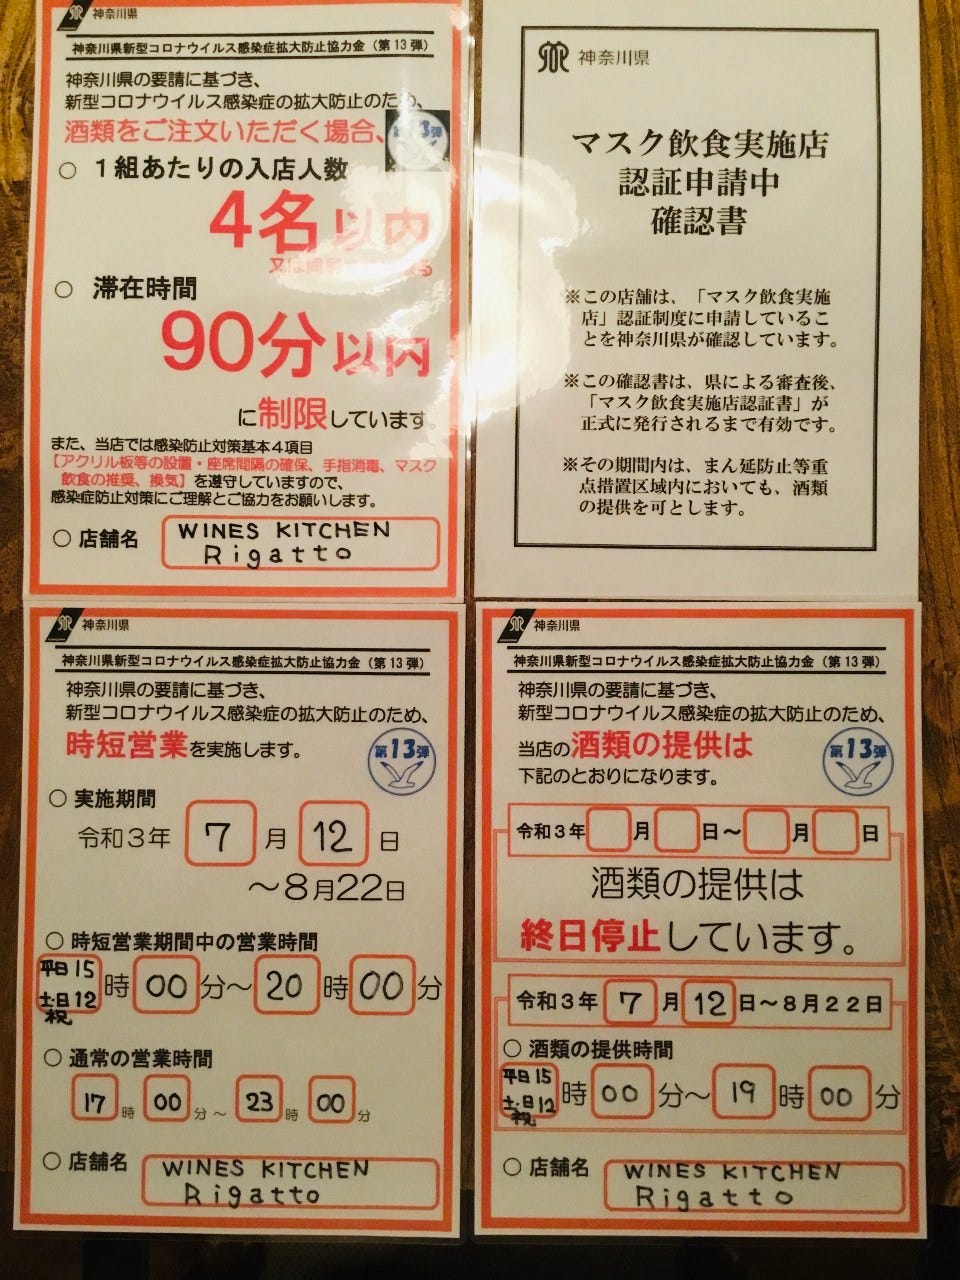 神奈川県
神奈川県新型コロナウイルス感染症拡大防止協力金（第13弾）
神奈川県の要請に基づき、
新型コロナウイルス感染症の拡大防止のため、
酒類をご注文いただく場合、
第13弾
○ 1組あたりの入店人数
4名以内
○ 滞在時間
90分以内
に制限しています。
また、当店では感染防止対策基本4項目
【アクリル板等の設置・座席間隔の確保、手指消毒、マスク
飲食の推奨、換気】を遵守していますので、
感染症防止対策にご理解とご協力をお願いします。
○ 店舗名
WINES KITCHEN
Rigatto
神奈川県
マスク飲食実施店
認証申請中
確認書
※この店舗は、「マスク飲食実施
店」認証制度に申請しているこ
とを神奈川県が確認しています。
※この確認書は、県による審査後、
「マスク飲食実施店認証書」が
正式に発行されるまで有効です。
※その期間内は、まん延防止等重
点措置区域内においても、酒類
の提供を可とします。
神奈川県
神奈川県新型コロナウイルス感染症拡大防止協力金（第13弾）
神奈川県の要請に基づき、
新型コロナウイルス感染症の拡大防止のため、
時短営業を実施します。
第13弾
○ 実施期間
令和3年 7 月 12 日
～8月22日
○ 時短営業期間中の営業時間
平日15
土・日12
祝
時 00 分～ 20 時 00 分
○ 通常の営業時間
17 時 00 分～ 23 時 00 分
○ 店舗名
WINES KITCHEN
Rigatto
神奈川県
神奈川県新型コロナウイルス感染症拡大防止協力金（第13弾）
神奈川県の要請に基づき、
新型コロナウイルス感染症の拡大防止のため、
当店の酒類の提供は
下記のとおりになります。
第13弾
令和3年 月 日～ 月 日
酒類の提供は
終日停止しています。
令和3年 7 月 12 日～8月22日
○ 酒類の提供時間
平日15
土・日12
祝
時 00 分～ 19 時 00 分
○ 店舗名
WINES KITCHEN
Rigatto